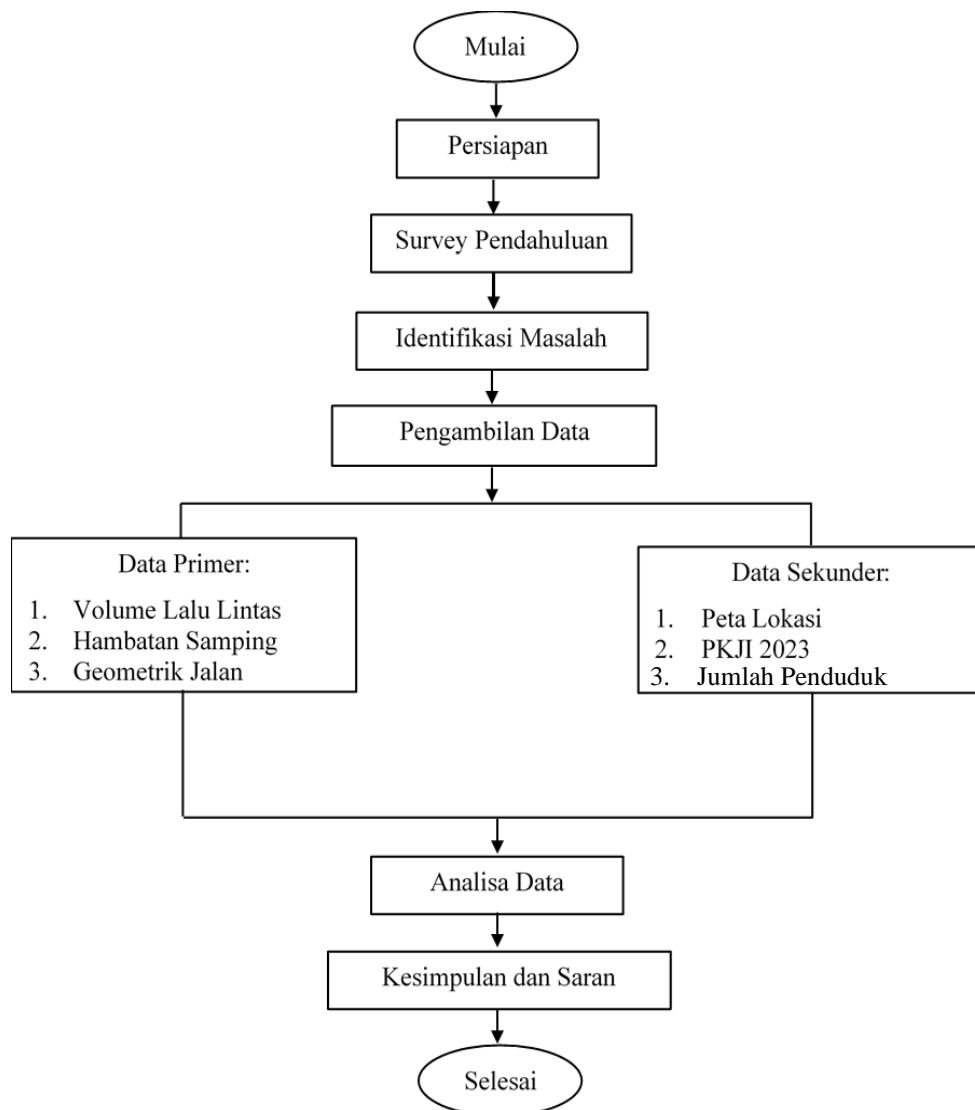 Mulai
Persiapan
Survey Pendahuluan
Identifikasi Masalah
Pengambilan Data
Data Primer:
1. Volume Lalu Lintas
2. Hambatan Samping
3. Geometrik Jalan
Data Sekunder:
1. Peta Lokasi
2. PKJI 2023
3. Jumlah Penduduk
Analisa Data
Kesimpulan dan Saran
Selesai